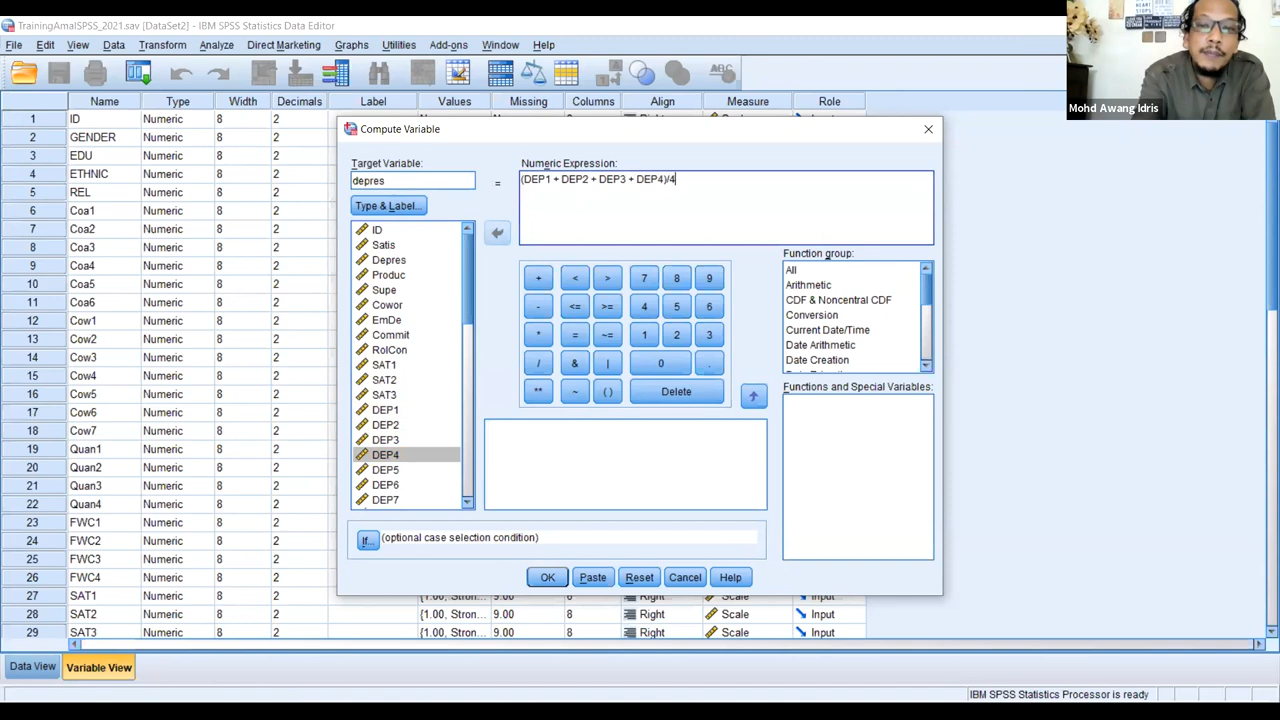 TrainingAmalSPSS_2021.sav [DataSet2] - IBM SPSS Statistics Data Editor
File Edit View Data Transform Analyze Direct Marketing Graphs Utilities Add-ons Window Help
Mohd Awang Idris
Name Type Width Decimals Label Values Missing Columns Align Measure Role
1 ID Numeric 8 2
2 GENDER Numeric 8 2
3 EDU Numeric 8 2
4 ETHNIC Numeric 8 2
5 REL Numeric 8 2
6 Coa1 Numeric 8 2
7 Coa2 Numeric 8 2
8 Coa3 Numeric 8 2
9 Coa4 Numeric 8 2
10 Coa5 Numeric 8 2
11 Coa6 Numeric 8 2
12 Cow1 Numeric 8 2
13 Cow2 Numeric 8 2
14 Cow3 Numeric 8 2
15 Cow4 Numeric 8 2
16 Cow5 Numeric 8 2
17 Cow6 Numeric 8 2
18 Cow7 Numeric 8 2
19 Quan1 Numeric 8 2
20 Quan2 Numeric 8 2
21 Quan3 Numeric 8 2
22 Quan4 Numeric 8 2
23 FWC1 Numeric 8 2
24 FWC2 Numeric 8 2
25 FWC3 Numeric 8 2
26 FWC4 Numeric 8 2
27 SAT1 Numeric 8 2 {1.00, Stron... 9.00 8 Right Scale Input
28 SAT2 Numeric 8 2 {1.00, Stron... 9.00 8 Right Scale Input
29 SAT3 Numeric 8 2 {1.00, Stron... 9.00 8 Right Scale Input
Compute Variable
Target Variable:
depres
=
Numeric Expression:
(DEP1 + DEP2 + DEP3 + DEP4)/4
Type & Label...
ID
Satis
Depres
Produc
Supe
Cowor
EmDe
Commit
RolCon
SAT1
SAT2
SAT3
DEP1
DEP2
DEP3
DEP4
DEP5
DEP6
DEP7
+ < > 7 8 9
- <= >= 4 5 6
* = ~= 1 2 3
/ & | 0 .
** ~ ( ) Delete
Function group:
All
Arithmetic
CDF & Noncentral CDF
Conversion
Current Date/Time
Date Arithmetic
Date Creation
Functions and Special Variables:
If... (optional case selection condition)
OK Paste Reset Cancel Help
Data View Variable View
IBM SPSS Statistics Processor is ready